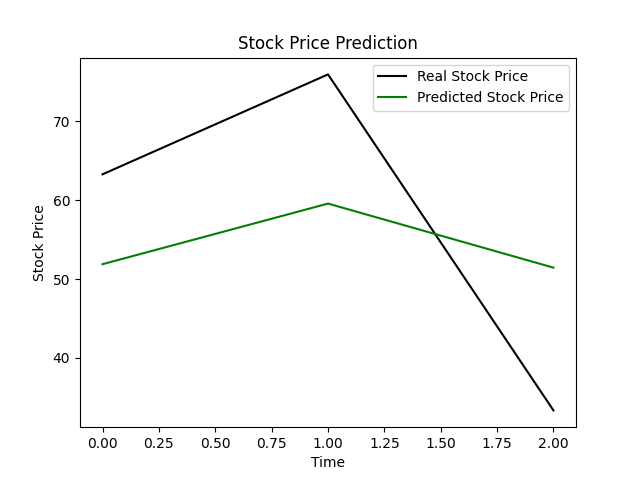 Stock Price Prediction
Real Stock Price
Predicted Stock Price
Stock Price
70
60
50
40
0.00 0.25 0.50 0.75 1.00 1.25 1.50 1.75 2.00
Time